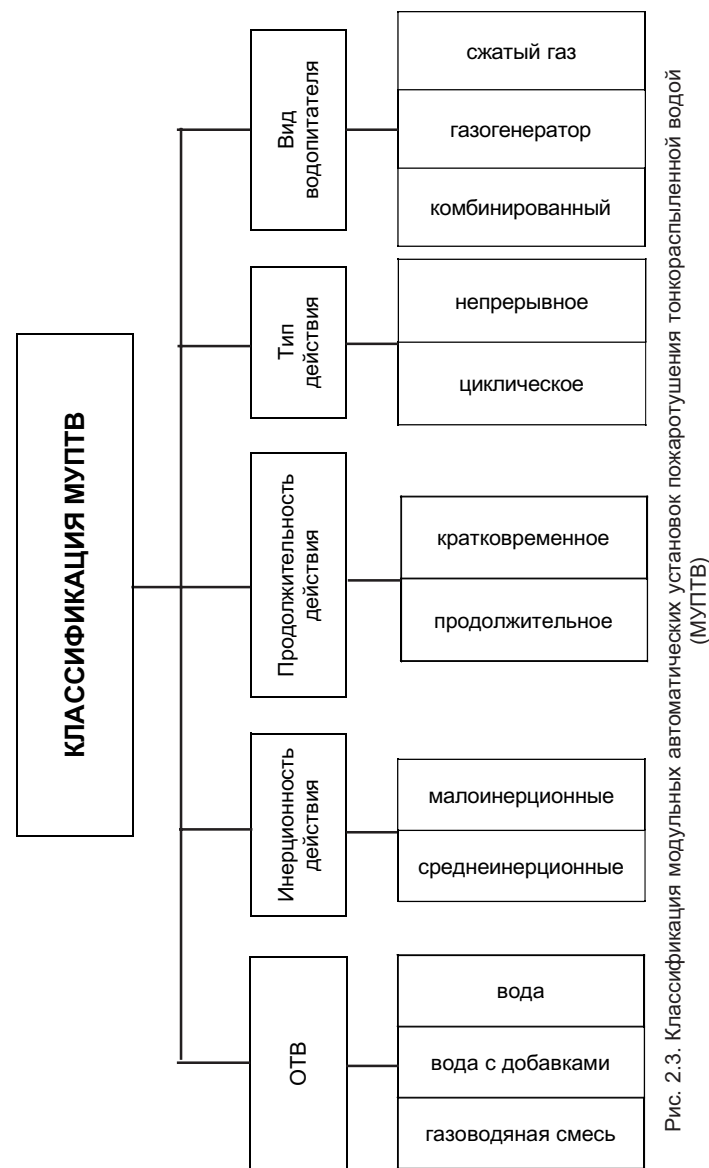 КЛАССИФИКАЦИЯ МУПТВ
ОТВ
Инерционность
действия
Продолжительность
действия
Тип
действия
Вид
водопитателя
вода
вода с добавками
газоводяная смесь
малоинерционные
среднеинерционные
кратковременное
продолжительное
непрерывное
циклическое
сжатый газ
газогенератор
комбинированный
Рис. 2.3. Классификация модульных автоматических установок пожаротушения тонкораспыленной водой
(МУПТВ)